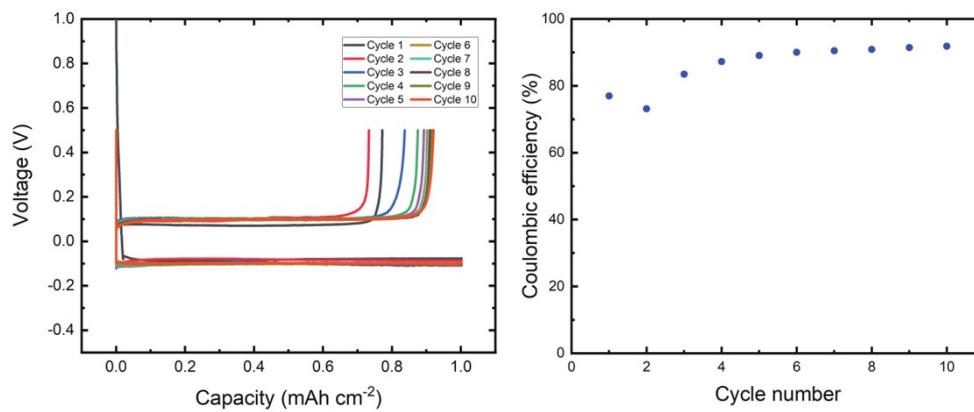 1.0
0.8
0.6
0.4
0.2
0.0
-0.2
-0.4
Voltage (V)
Cycle 1 Cycle 6
Cycle 2 Cycle 7
Cycle 3 Cycle 8
Cycle 4 Cycle 9
Cycle 5 Cycle 10
0.0 0.2 0.4 0.6 0.8 1.0
Capacity (mAh cm-2)
100
80
60
40
20
0
Coulombic efficiency (%)
0 2 4 6 8 10
Cycle number